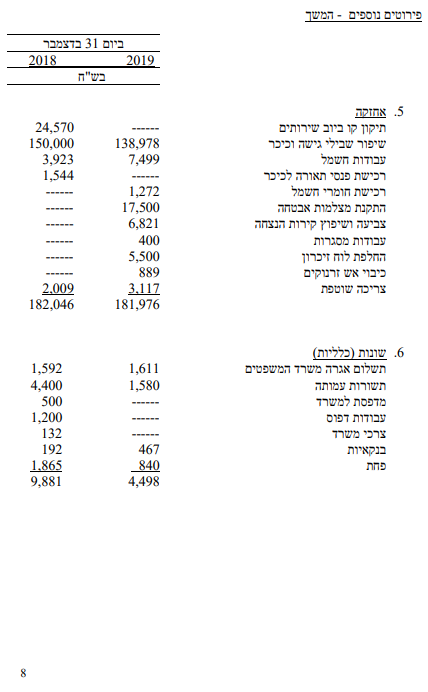 פירוטים נוספים - המשך
ביום 31 בדצמבר
2019 2018
בש"ח
5. אחזקה
תיקון קו ביוב שירותים ------ 24,570
שיפור שבילי גישה וכיכר 138,978 150,000
עבודות חשמל 7,499 3,923
רכישת פנסי תאורה לכיכר ------ 1,544
רכישת חומרי חשמל 1,272 ------
התקנת מצלמות אבטחה 17,500 ------
צביעה ושיפוץ קירות הנצחה 6,821 ------
עבודות מסגרות 400 ------
החלפת לוח זיכרון 5,500 ------
כיבוי אש זרנוקים 889 ------
צריכה שוטפת 3,117 2,009
181,976 182,046
6. שונות (כלליות)
תשלום אגרה משרד המשפטים 1,611 1,592
תשורות עמותה 1,580 4,400
מדפסת למשרד ------ 500
עבודות דפוס ------ 1,200
צרכי משרד ------ 132
בנקאיות 467 192
פחת 840 1,865
4,498 9,881
8